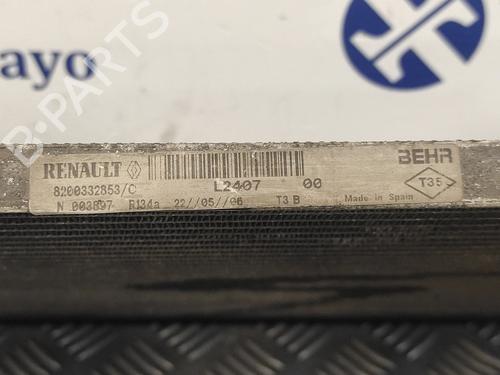 ayo
B-PARTS
RENAULT
BEHR
8200332853/C
L2407 00
T35
N 003897 R134a 22//05//06 T3 B Made in Spain